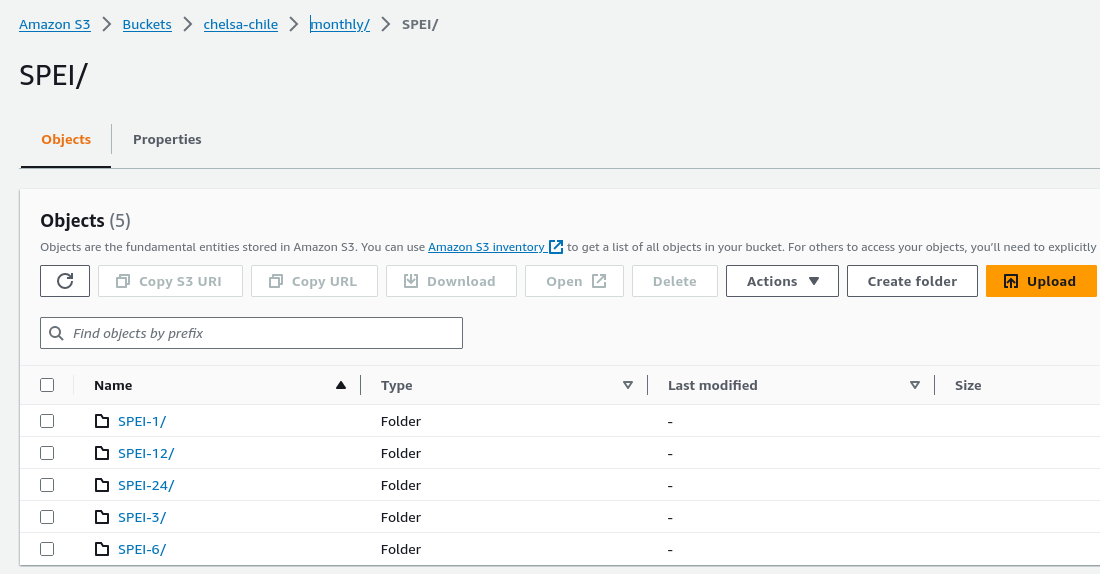 Amazon S3 > Buckets > chelsa-chile > monthly/ > SPEI/
SPEI/
Objects Properties
Objects (5)
Objects are the fundamental entities stored in Amazon S3. You can use Amazon S3 inventory to get a list of all objects in your bucket. For others to access your objects, you'll need to explicitly
Copy S3 URI Copy URL Download Open Delete Actions Create folder Upload
Find objects by prefix
Name Type Last modified Size
SPEI-1/ Folder -
SPEI-12/ Folder -
SPEI-24/ Folder -
SPEI-3/ Folder -
SPEI-6/ Folder -